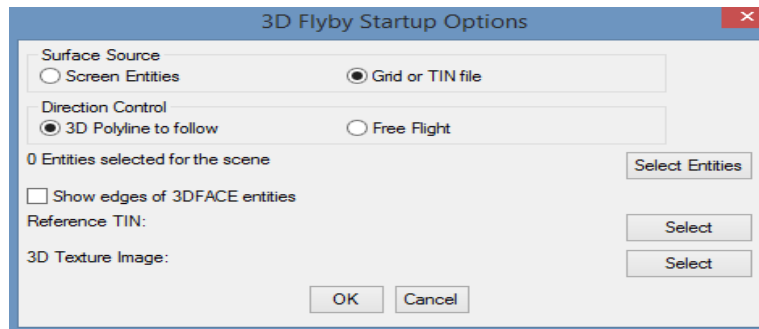 3D Flyby Startup Options
Surface Source
Screen Entities Grid or TIN file
Direction Control
3D Polyline to follow Free Flight
0 Entities selected for the scene Select Entities
Show edges of 3DFACE entities
Reference TIN: Select
3D Texture Image: Select
OK Cancel